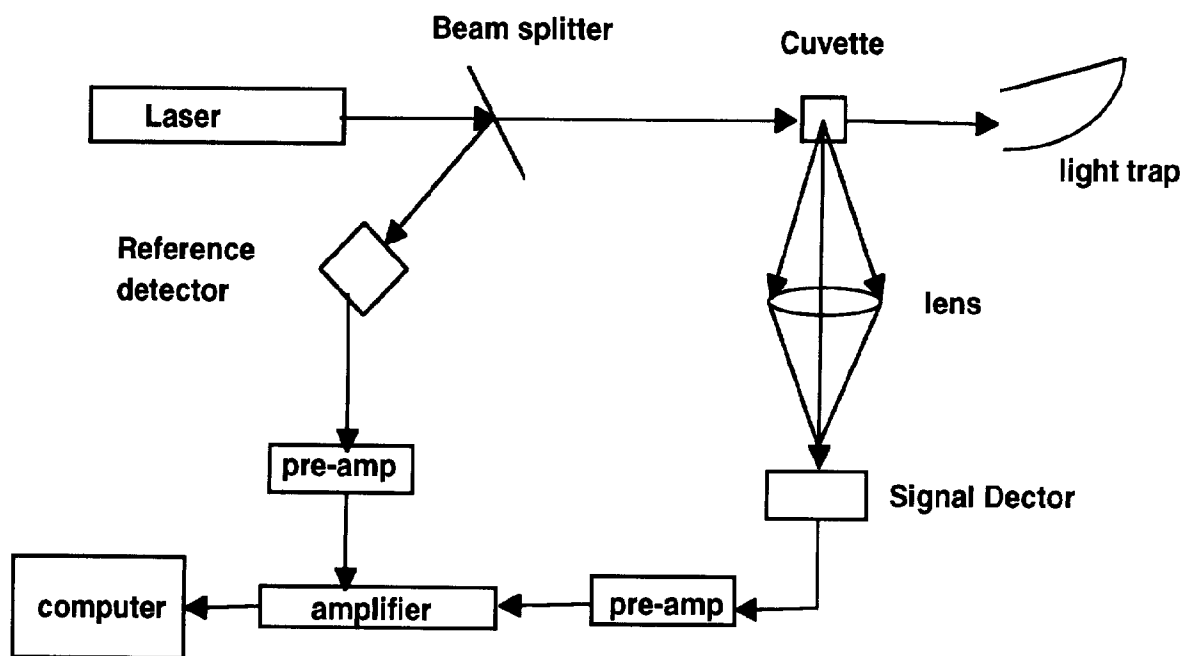 Beam splitter
Cuvette
Laser
light trap
Reference
detector
lens
pre-amp
Signal Dector
computer
amplifier
pre-amp